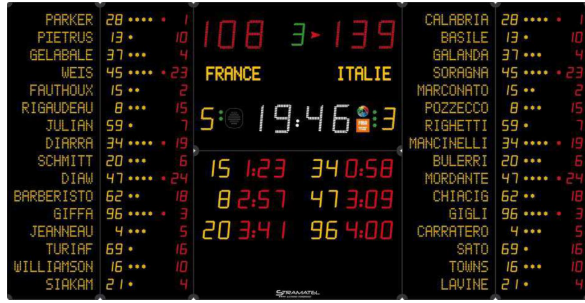 PARKER 28 •••• • 1
PIETRUS 13 • 10
GELABALE 37 ••• 4
WEIS 45 •••• • 23
FAUTHOUX 15 •• 2
RIGAUDEAU 8 ••• 15
JULIAN 59 • 7
DIARRA 34 •••• • 19
SCHMITT 20 ••• 6
DIAW 47 •••• • 24
BARBERISTO 62 •• 18
GIFFA 96 •••• • 3
JEANNEAU 4 ••• 5
TURIAF 69 • 16
WILLIAMSON 16 ••• 10
SIAKAM 21 • 4
108 3 ► 139
FRANCE ITALIE
5 19:46 3
15 1:23 34 0:58
8 2:57 47 3:09
20 3:41 96 4:00
STRAMATEL
CALABRIA 28 •••• • 1
BASILE 13 • 10
GALANDA 37 ••• 4
SORAGNA 45 •••• • 23
MARCONATO 15 •• 2
POZZECCO 8 ••• 15
RIGHETTI 59 • 7
MANCINELLI 34 •••• • 19
BULERRI 20 ••• 6
MORDANTE 47 •••• • 24
CHIACIG 62 •• 18
GIGLI 96 •••• • 3
CARRATERO 4 ••• 5
SATO 69 • 16
TOWNS 16 ••• 10
LAVINE 21 • 4